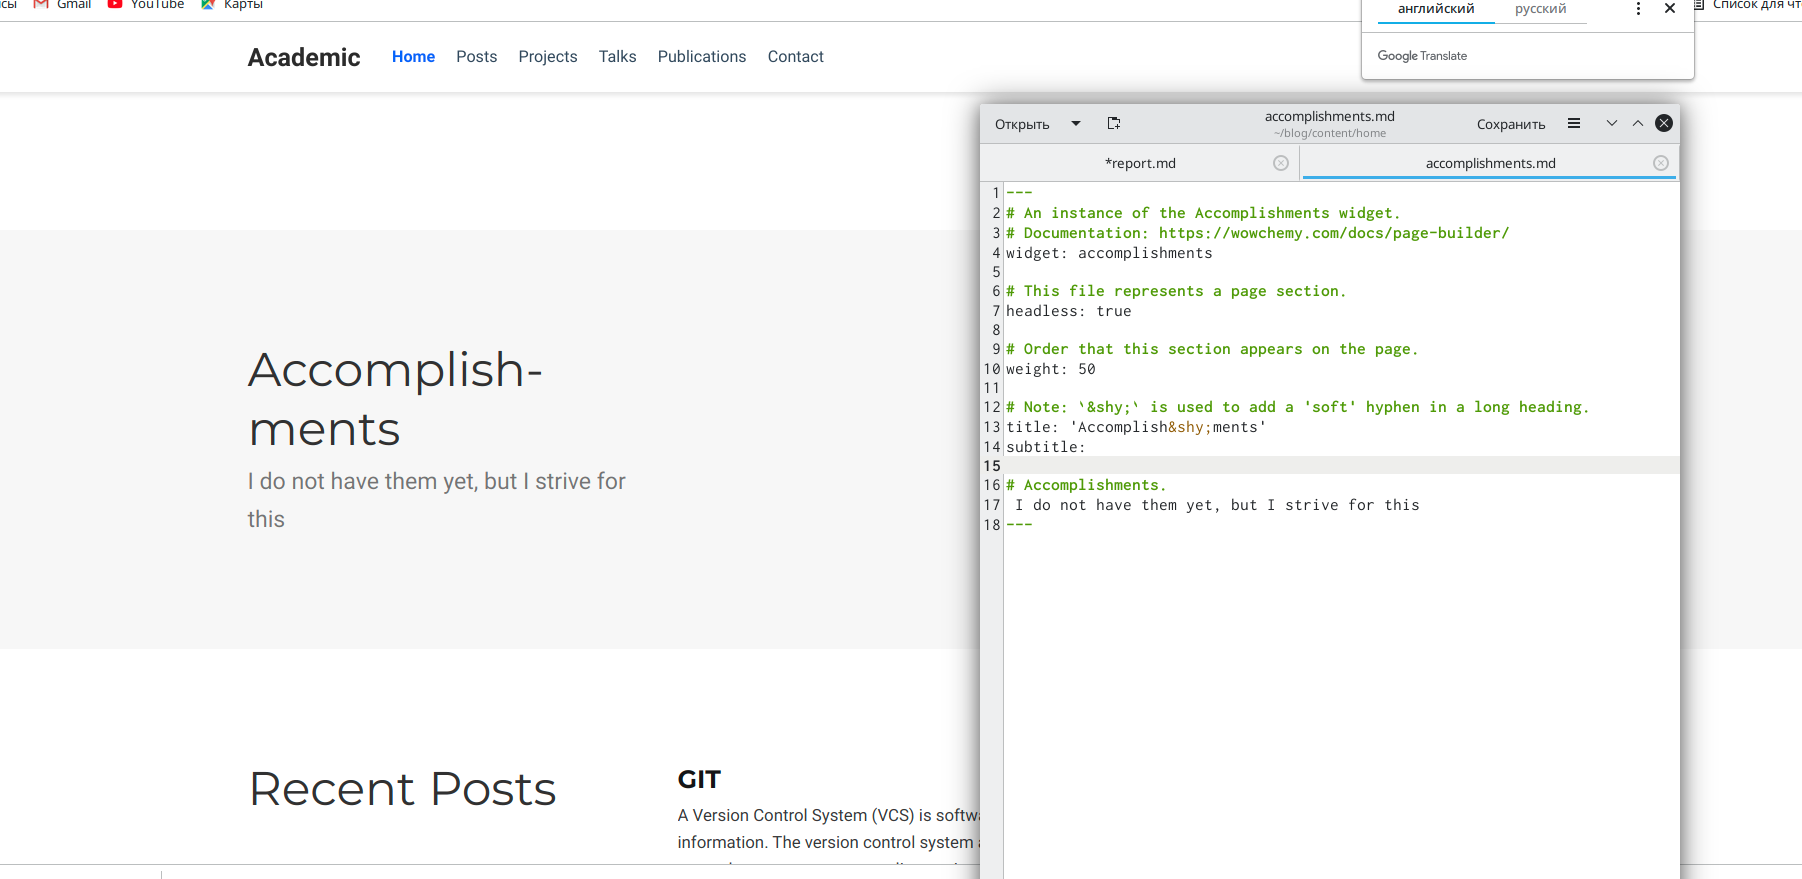 Gmail
YouTube
Карты
английский
русский
Список для
Google Translate
Academic
Home
Posts
Projects
Talks
Publications
Contact
Accomplish-
ments
I do not have them yet, but I strive for
this
Recent Posts
GIT
A Version Control System (VCS) is softw
information. The version control system
Открыть
accomplishments.md
~/blog/content/home
Сохранить
*report.md
accomplishments.md
1 ---
2 # An instance of the Accomplishments widget.
3 # Documentation: https://wowchemy.com/docs/page-builder/
4 widget: accomplishments
5
6 # This file represents a page section.
7 headless: true
8
9 # Order that this section appears on the page.
10 weight: 50
11
12 # Note: `&shy;` is used to add a 'soft' hyphen in a long heading.
13 title: 'Accomplish&shy;ments'
14 subtitle:
15
16 # Accomplishments.
17 I do not have them yet, but I strive for this
18 ---